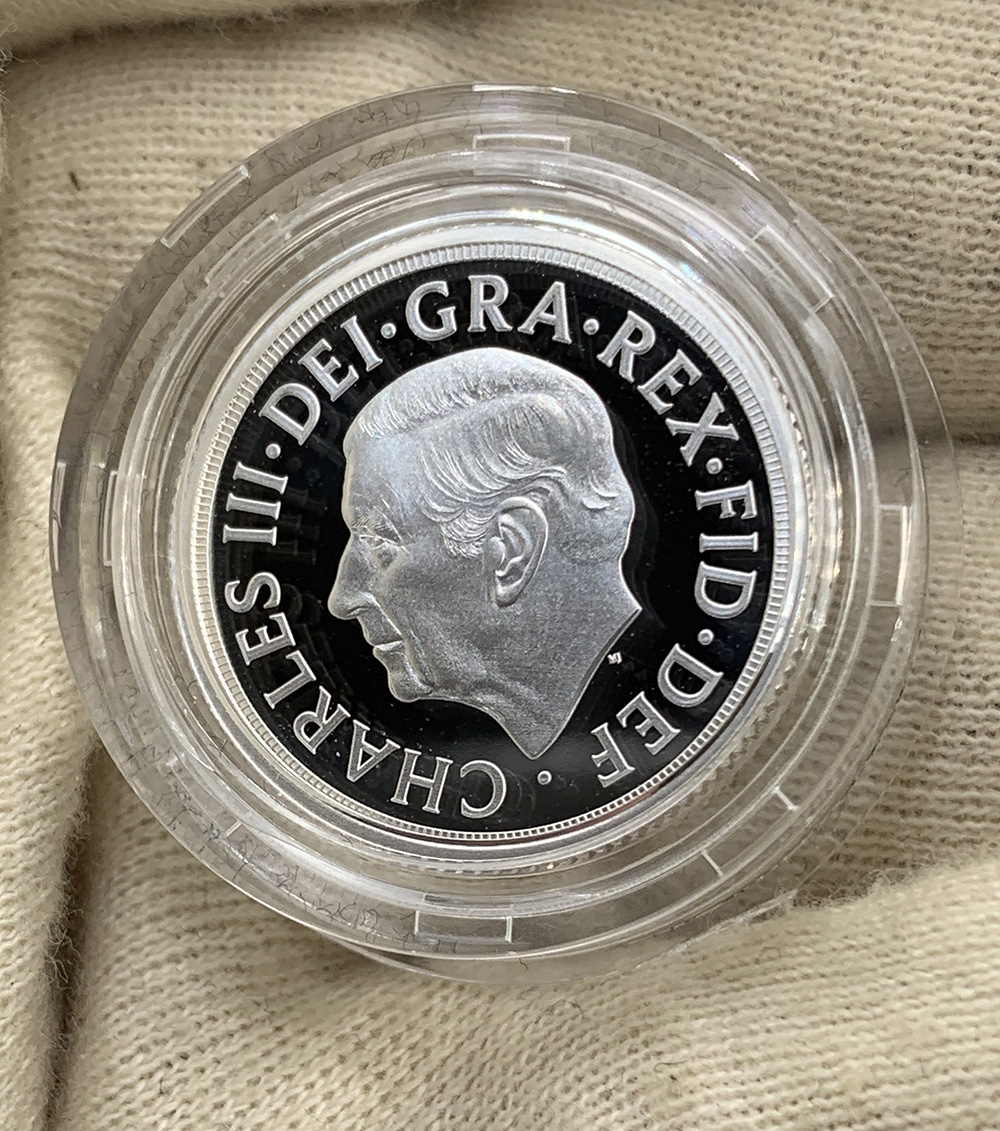 CHARLES III · DEI · GRA · REX · FID · DEF ·
MJ